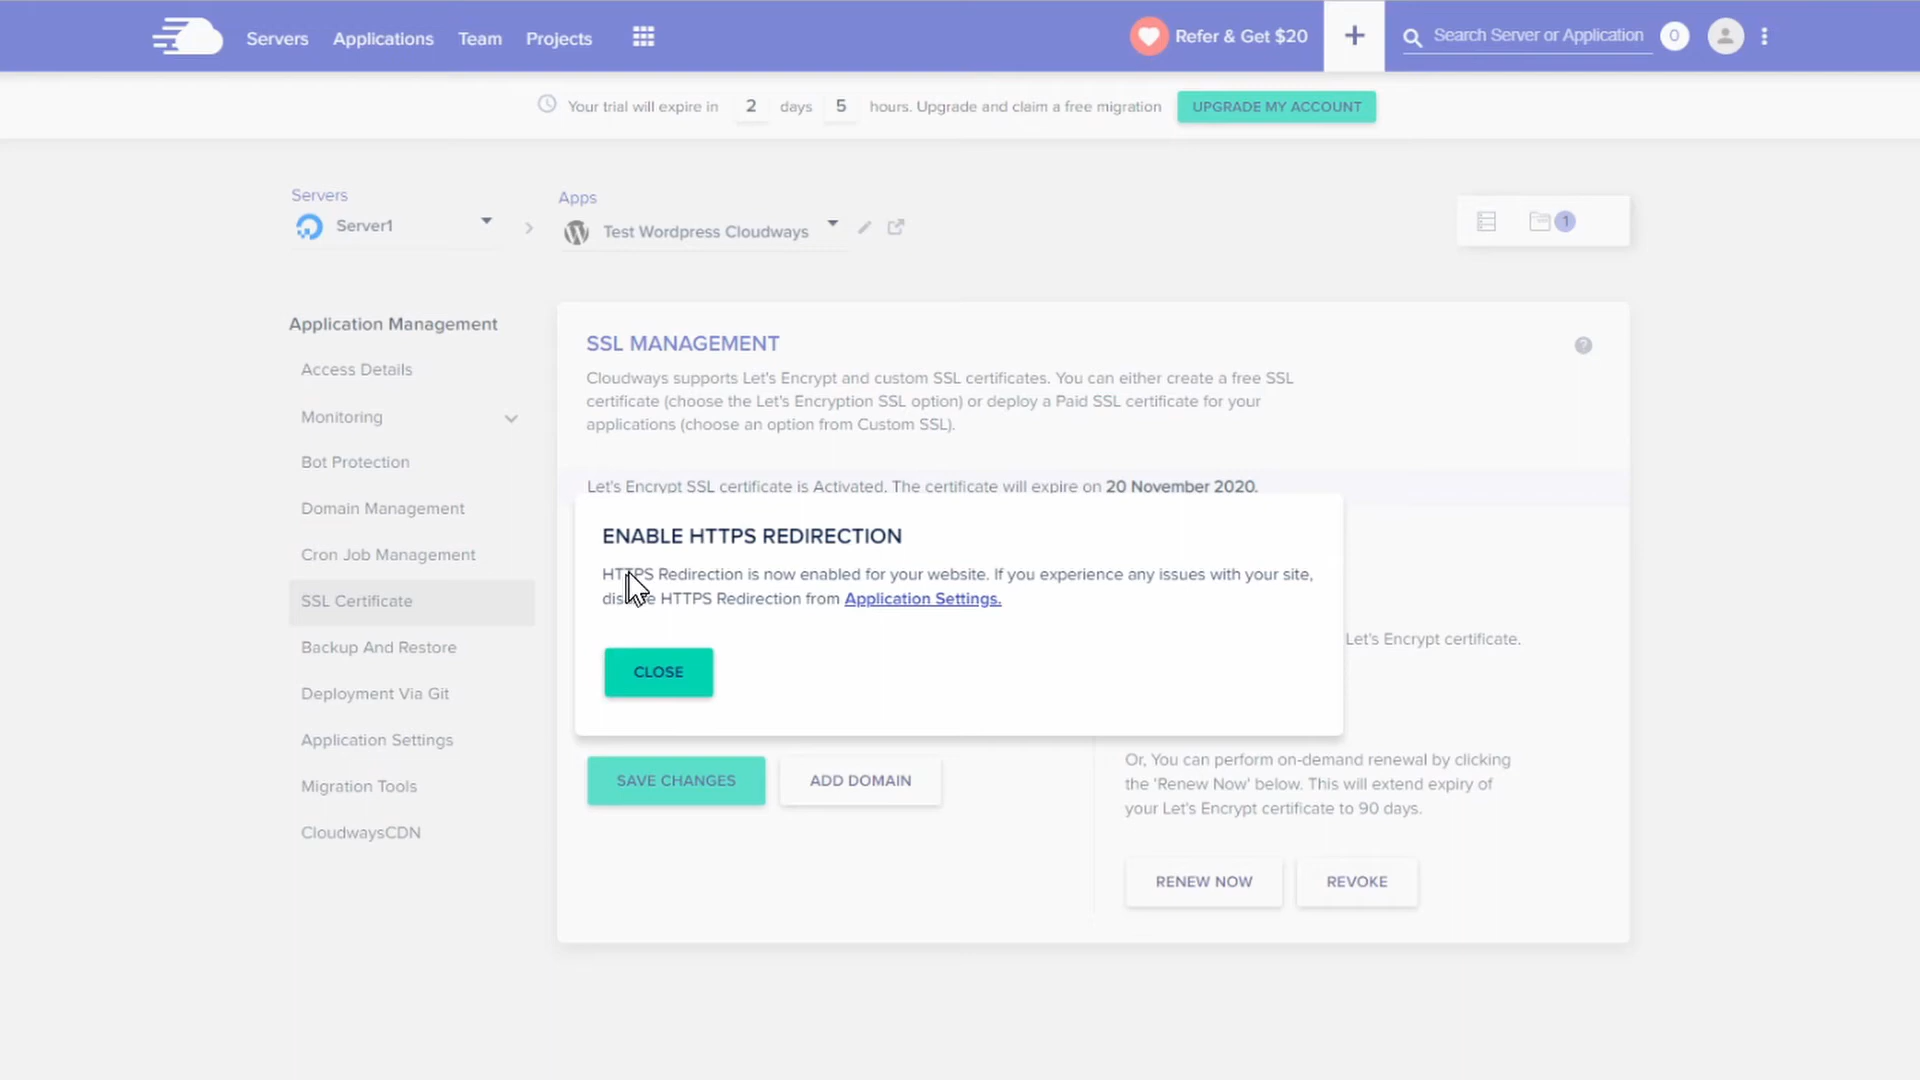 Servers Applications Team Projects Refer & Get $20 + Search Server or Application 0
Your trial will expire in 2 days 5 hours. Upgrade and claim a free migration UPGRADE MY ACCOUNT
Servers
Server1
Apps
Test Wordpress Cloudways
1
Application Management
Access Details
Monitoring
Bot Protection
Domain Management
Cron Job Management
SSL Certificate
Backup And Restore
Deployment Via Git
Application Settings
Migration Tools
CloudwaysCDN
SSL MANAGEMENT
?
Cloudways supports Let's Encrypt and custom SSL certificates. You can either create a free SSL
certificate (choose the Let's Encryption SSL option) or deploy a Paid SSL certificate for your
applications (choose an option from Custom SSL).
Let's Encrypt SSL certificate is Activated. The certificate will expire on 20 November 2020.
ENABLE HTTPS REDIRECTION
HTTPS Redirection is now enabled for your website. If you experience any issues with your site,
HTTPS Redirection from Application Settings.
CLOSE
Let's Encrypt certificate.
SAVE CHANGES
ADD DOMAIN
Or, You can perform on-demand renewal by clicking
the 'Renew Now' below. This will extend expiry of
your Let's Encrypt certificate to 90 days.
RENEW NOW
REVOKE